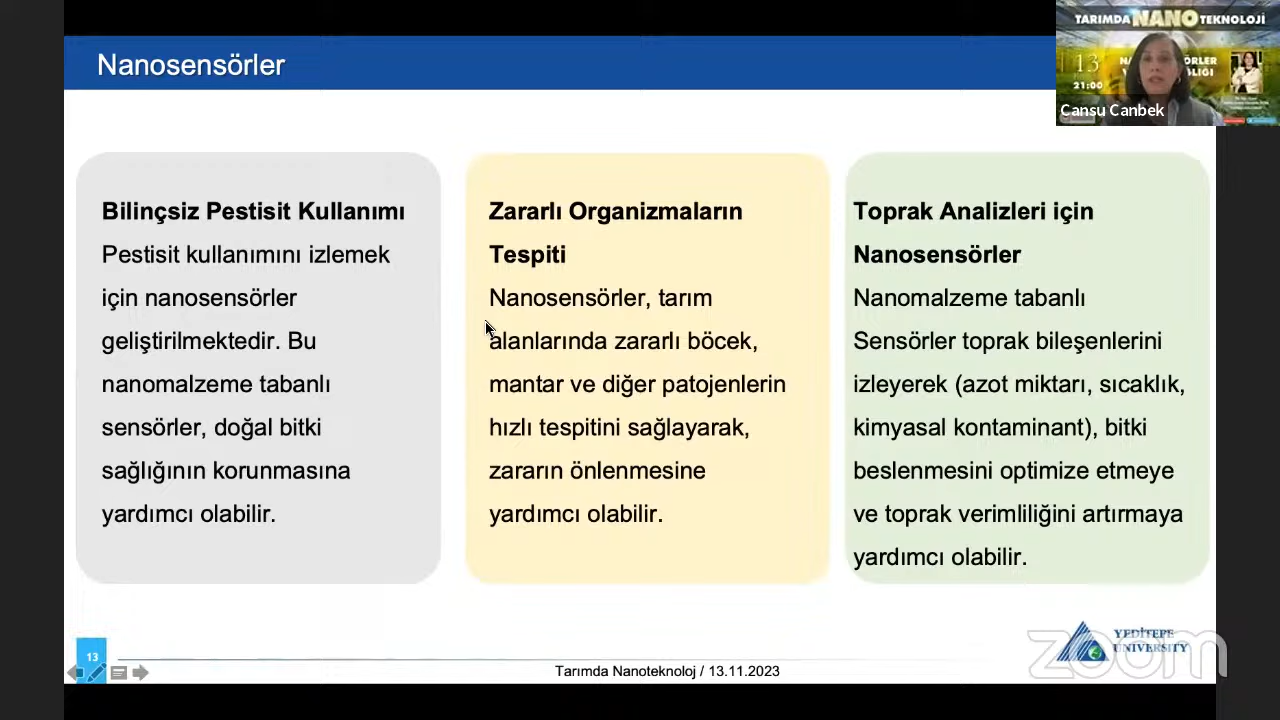 Nanosensörler
TARIMDA NANO TEKNOLOJİ
13
21:00
Cansu Canbek
Bilinçsiz Pestisit Kullanımı
Pestisit kullanımını izlemek
için nanosensörler
geliştirilmektedir. Bu
nanomalzeme tabanlı
sensörler, doğal bitki
sağlığının korunmasına
yardımcı olabilir.
Zararlı Organizmaların
Tespiti
Nanosensörler, tarım
alanlarında zararlı böcek,
mantar ve diğer patojenlerin
hızlı tespitini sağlayarak,
zararın önlenmesine
yardımcı olabilir.
Toprak Analizleri için
Nanosensörler
Nanomalzeme tabanlı
Sensörler toprak bileşenlerini
izleyerek (azot miktarı, sıcaklık,
kimyasal kontaminant), bitki
beslenmesini optimize etmeye
ve toprak verimliliğini artırmaya
yardımcı olabilir.
13
Tarımda Nanoteknoloj / 13.11.2023
YEDİTEPE
UNIVERSITY
zoom